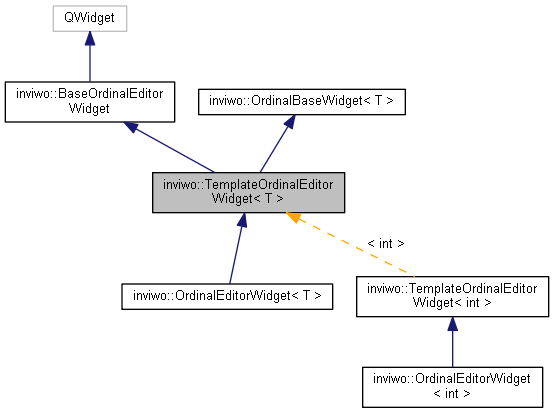 QWidget
inviwo::BaseOrdinalEditor
Widget
inviwo::OrdinalBaseWidget< T >
inviwo::TemplateOrdinalEditor
Widget< T >
< int >
inviwo::OrdinalEditorWidget< T >
inviwo::TemplateOrdinalEditor
Widget< int >
inviwo::OrdinalEditorWidget
< int >